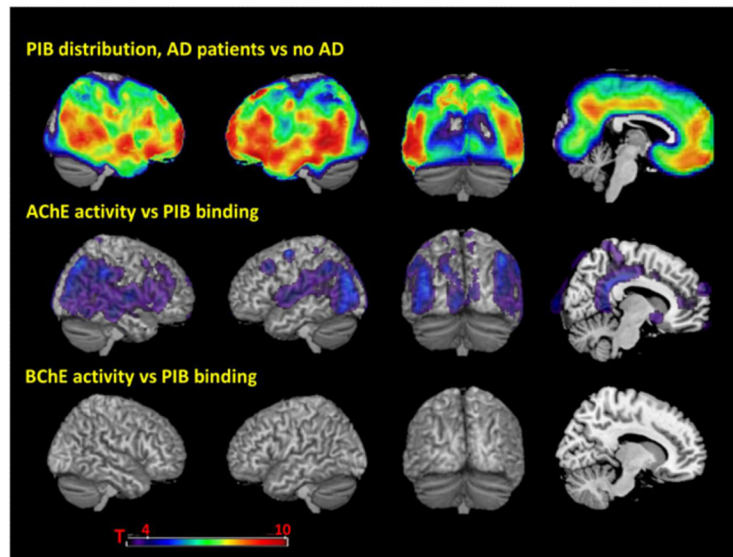 PIB distribution, AD patients vs no AD
AChE activity vs PIB binding
BChE activity vs PIB binding
T 4 10